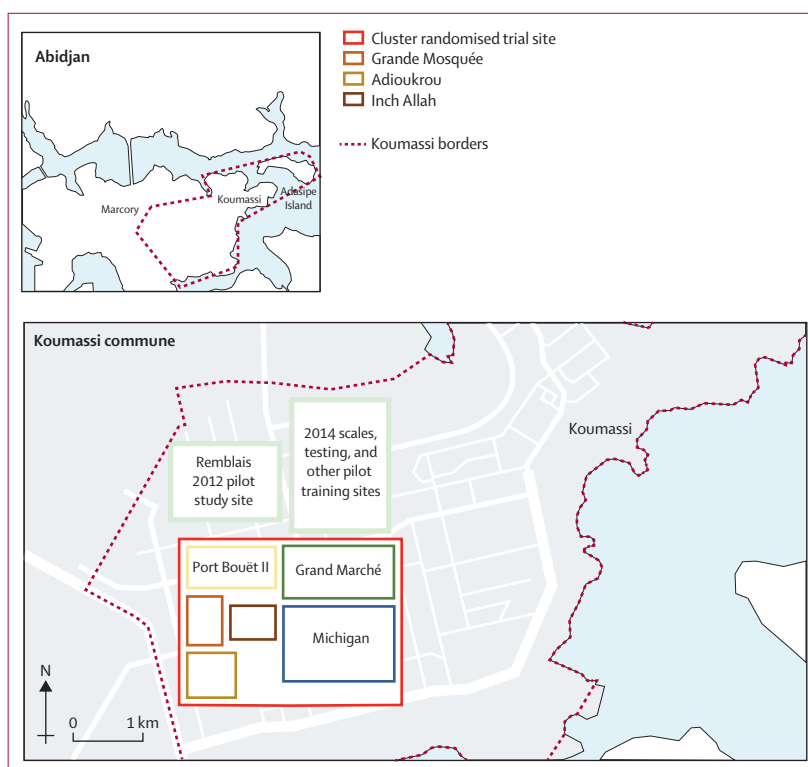 Abidjan
Marcory
Koumassi
Adasipe
Island
Cluster randomised trial site
Grande Mosquée
Adioukrou
Inch Allah
Koumassi borders
Koumassi commune
Remblais
2012 pilot
study site
2014 scales,
testing, and
other pilot
training sites
Koumassi
Port Bouët II
Grand Marché
Michigan
N
0 1 km